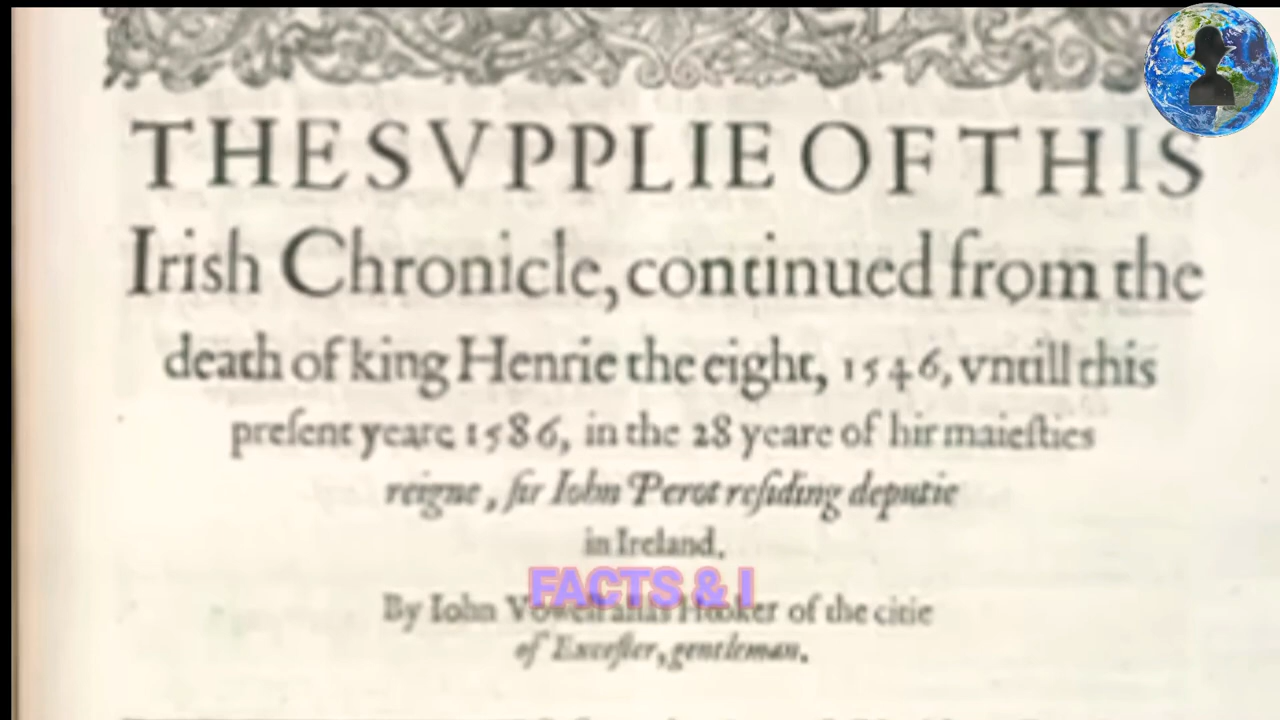 THE SVPPLIE OF THIS
Irish Chronicle, continued from the
death of king Henrie the eight, 1546, vntill this
preſent yeare 1586, in the 28 yeare of hir maieſties
reigne, ſir Iohn Perot reſiding deputie
in Ireland.
FACTS & I
By Iohn Vowell alias Hooker of the citie
of Exceſter, gentleman.